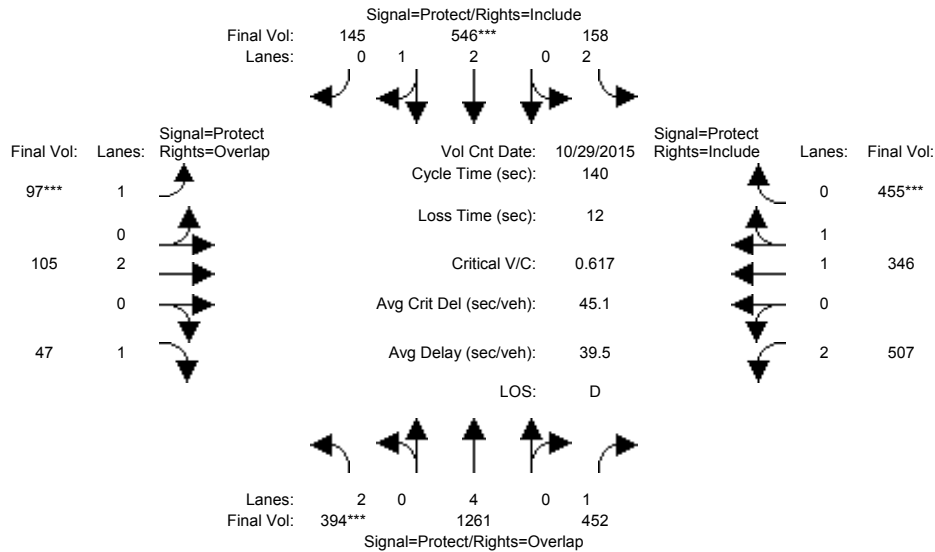 Signal=Protect/Rights=Include
Final Vol: 145 546*** 158
Lanes: 0 1 2 0 2
Signal=Protect
Final Vol: Lanes: Rights=Overlap
Vol Cnt Date: 10/29/2015
Signal=Protect
Rights=Include Lanes: Final Vol:
Cycle Time (sec): 140
97*** 1
0 455***
Loss Time (sec): 12
0
1
105 2
Critical V/C: 0.617
1 346
0
Avg Crit Del (sec/veh): 45.1
0
47 1
Avg Delay (sec/veh): 39.5
2 507
LOS: D
Lanes: 2 0 4 0 1
Final Vol: 394*** 1261 452
Signal=Protect/Rights=Overlap